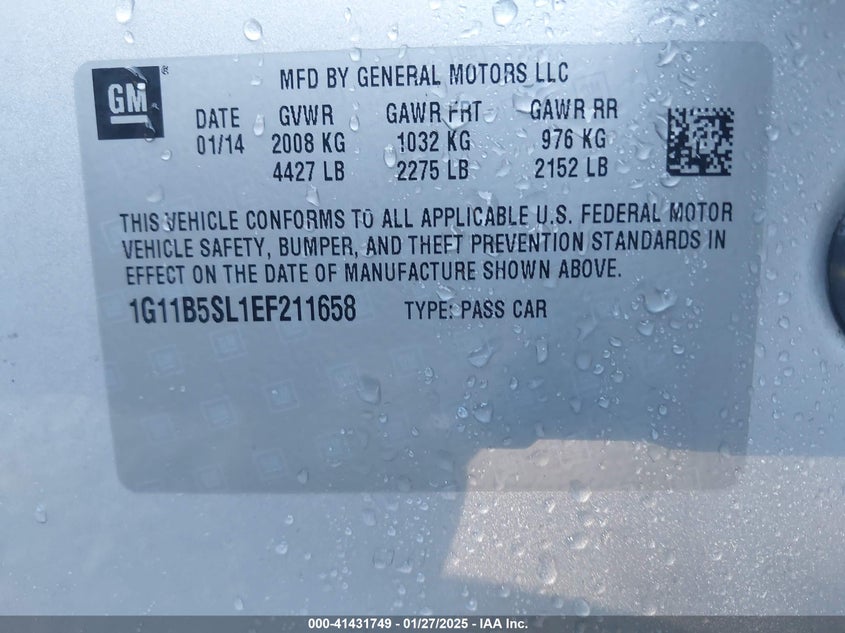 GM ®
MFD BY GENERAL MOTORS LLC
DATE GVWR GAWR FRT GAWR RR
01/14 2008 KG 1032 KG 976 KG
4427 LB 2275 LB 2152 LB
THIS VEHICLE CONFORMS TO ALL APPLICABLE U.S. FEDERAL MOTOR
VEHICLE SAFETY, BUMPER, AND THEFT PREVENTION STANDARDS IN
EFFECT ON THE DATE OF MANUFACTURE SHOWN ABOVE.
1G11B5SL1EF211658 TYPE: PASS CAR
000-41431749 - 01/27/2025 - IAA Inc.